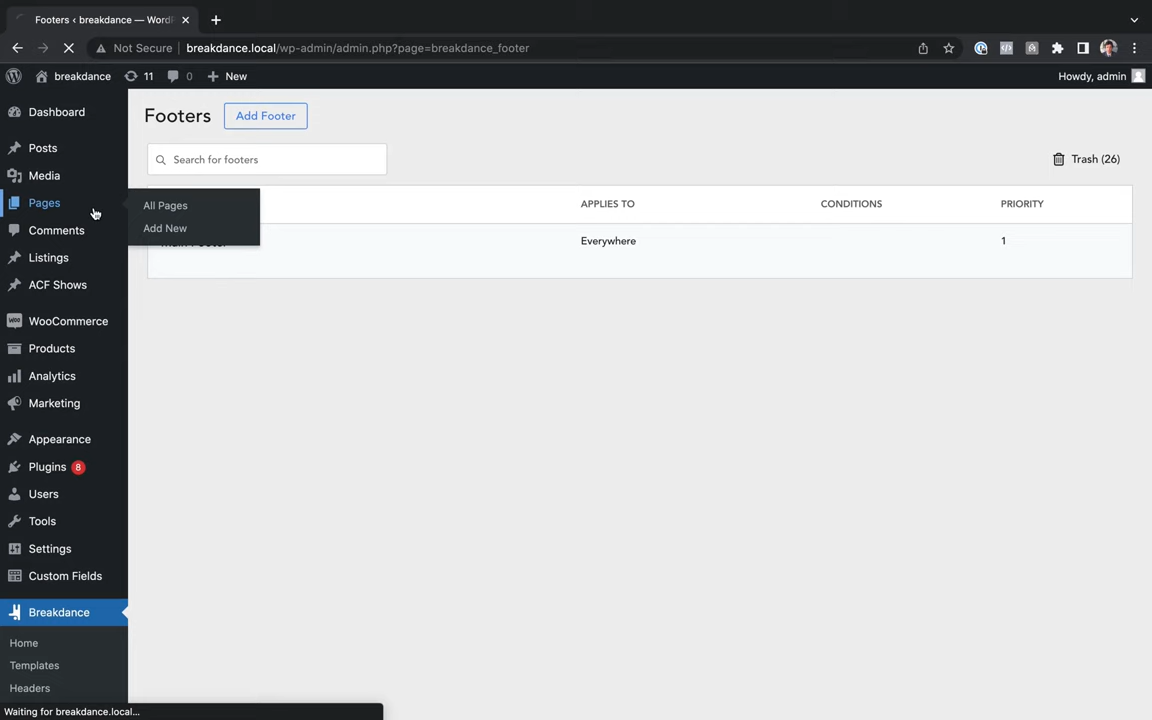 Footers ‹ breakdance — WordP
Not Secure breakdance.local/wp-admin/admin.php?page=breakdance_footer
breakdance 11 0 New Howdy, admin
Dashboard
Posts
Media
Pages
Comments
Listings
ACF Shows
WooCommerce
Products
Analytics
Marketing
Appearance
Plugins 8
Users
Tools
Settings
Custom Fields
Breakdance
Home
Templates
Headers
All Pages
Add New
Footers Add Footer
Search for footers
Trash (26)
APPLIES TO CONDITIONS PRIORITY
Everywhere 1
Waiting for breakdance.local...